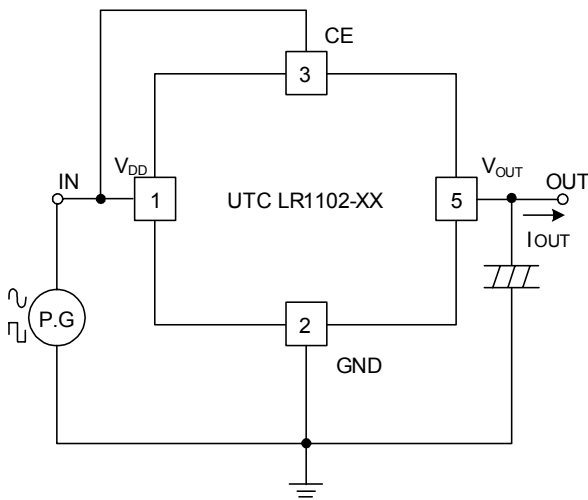 CE
3
IN
VDD
1
UTC LR1102-XX
5
VOUT
OUT
IOUT
P.G
2
GND